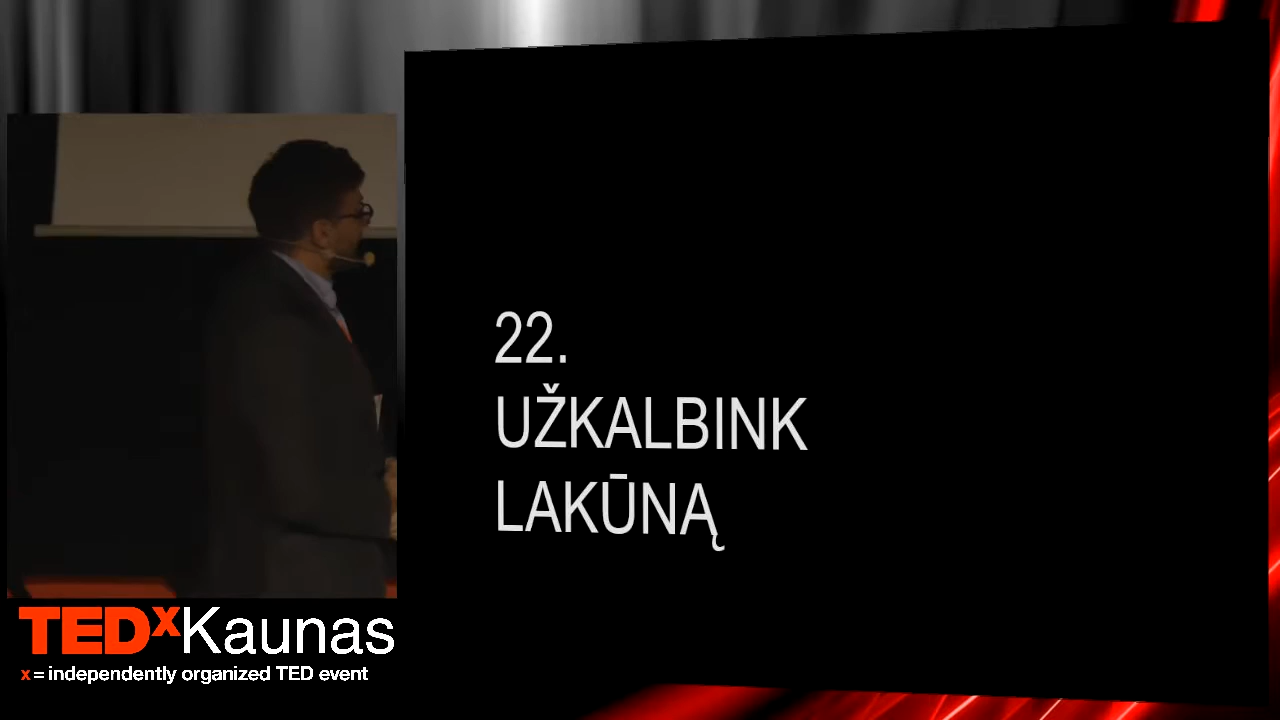 22.
UŽKALBINK
LAKŪNĄ
TEDxKaunas
x = independently organized TED event